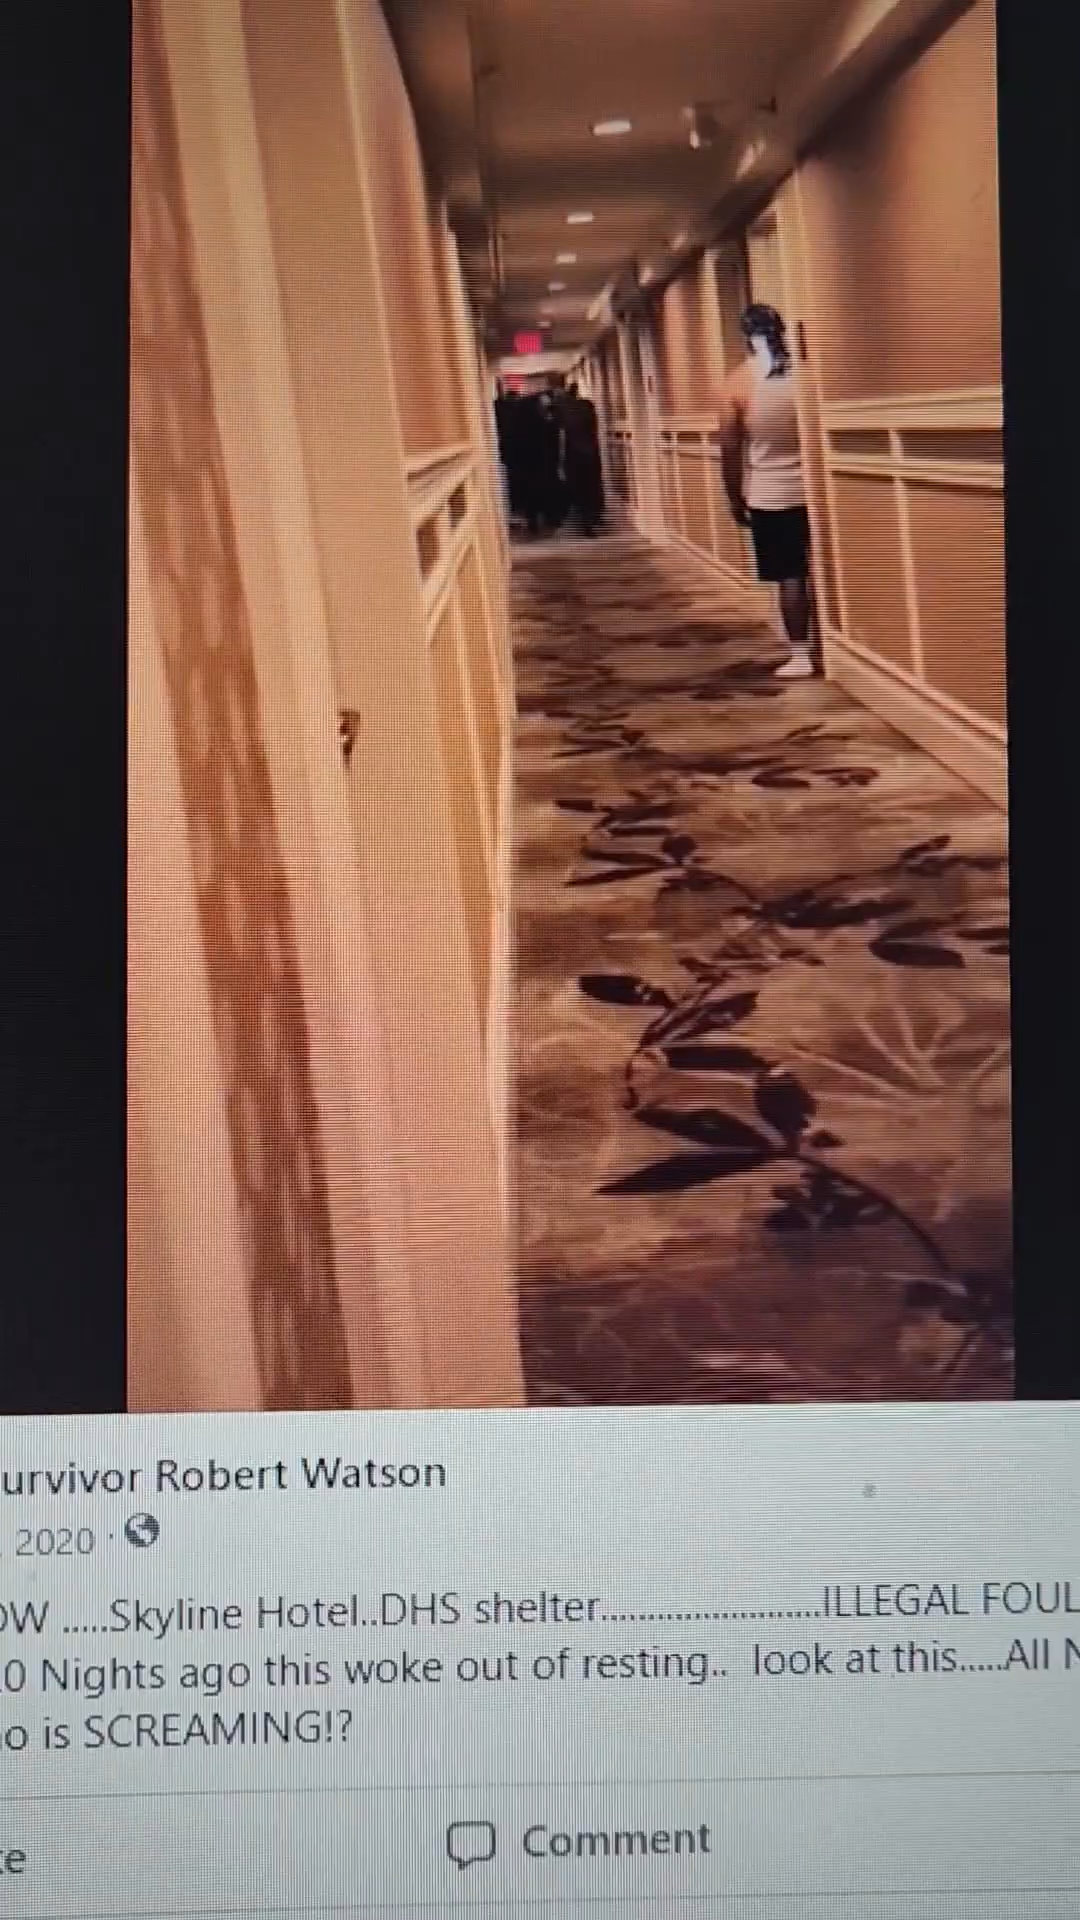 urvivor Robert Watson
2020 ·
OW .....Skyline Hotel..DHS shelter........................ILLEGAL FOUL
0 Nights ago this woke out of resting.. look at this.....All N
o is SCREAMING!?
Comment